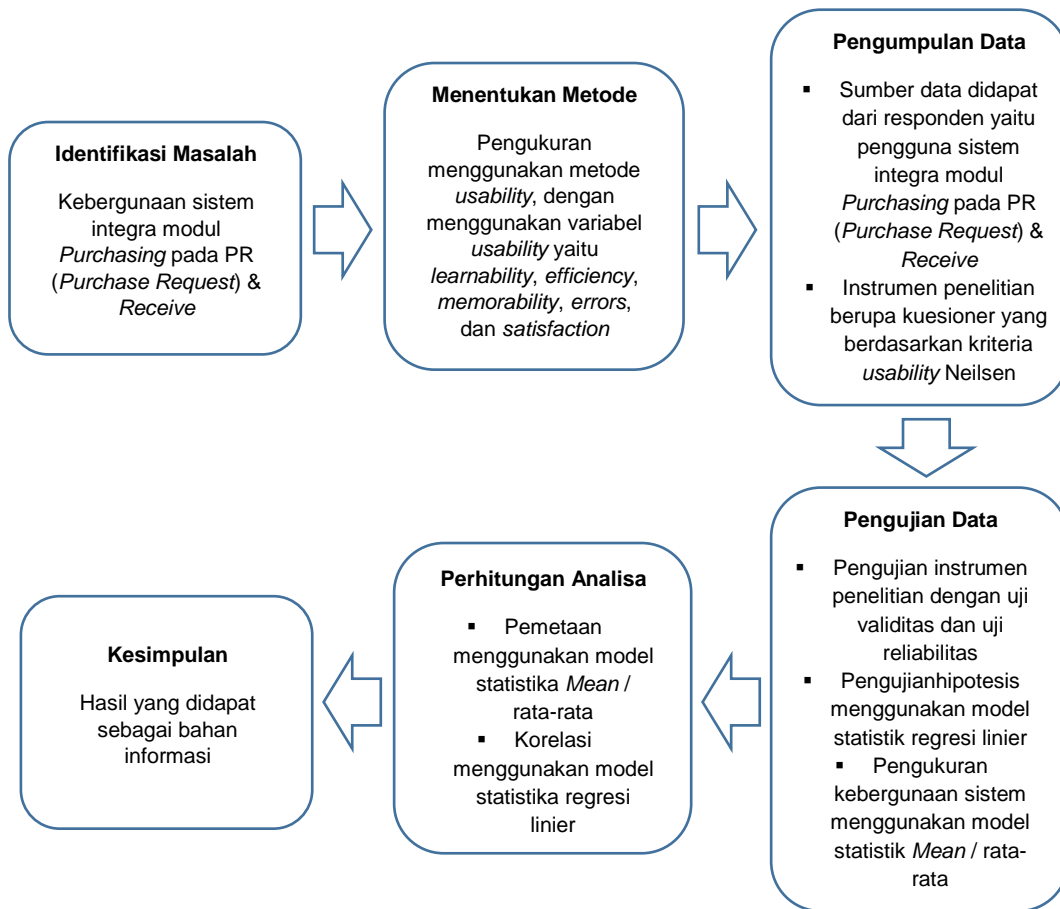 Identifikasi Masalah
Kebergunaan sistem
integra modul
Purchasing pada PR
(Purchase Request) &
Receive
Menentukan Metode
Pengukuran
menggunakan metode
usability, dengan
menggunakan variabel
usability yaitu
learnability, efficiency,
memorability, errors,
dan satisfaction
Pengumpulan Data
▪ Sumber data didapat
dari responden yaitu
pengguna sistem
integra modul
Purchasing pada PR
(Purchase Request) &
Receive
▪ Instrumen penelitian
berupa kuesioner yang
berdasarkan kriteria
usability Neilsen
Pengujian Data
▪ Pengujian instrumen
penelitian dengan uji
validitas dan uji
reliabilitas
▪ Pengujianhipotesis
menggunakan model
statistik regresi linier
▪ Pengukuran
kebergunaan sistem
menggunakan model
statistik Mean / rata-
rata
Perhitungan Analisa
▪ Pemetaan
menggunakan model
statistika Mean /
rata-rata
▪ Korelasi
menggunakan model
statistika regresi
linier
Kesimpulan
Hasil yang didapat
sebagai bahan
informasi